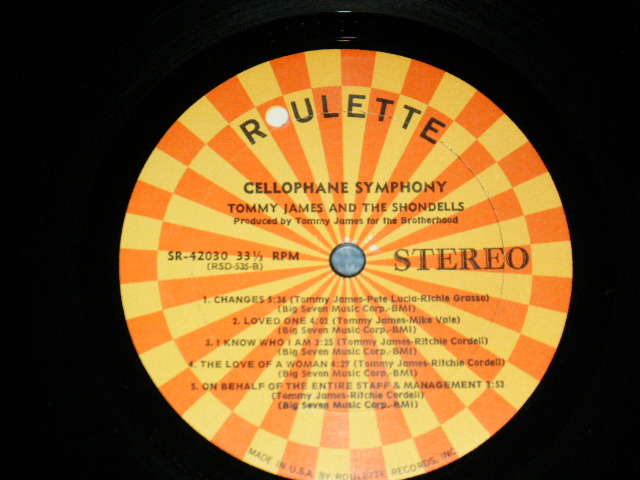 ROULETTE
CELLOPHANE SYMPHONY
TOMMY JAMES AND THE SHONDELLS
Produced by Tommy James for the Brotherhood
SR-42030 33⅓ RPM
(RSD-535-B)
STEREO
1. CHANGES 5:36 (Tommy James-Pete Lucia-Richie Grasso)
(Big Seven Music Corp.-BMI)
2. LOVED ONE 4:02 (Tommy James-Mike Vale)
(Big Seven Music Corp.-BMI)
3. I KNOW WHO I AM 3:25 (Tommy James-Ritchie Cordell)
(Big Seven Music Corp.-BMI)
4. THE LOVE OF A WOMAN 4:29 (Tommy James-Ritchie Cordell)
(Big Seven Music Corp.-BMI)
5. ON BEHALF OF THE ENTIRE STAFF & MANAGEMENT 1:53
(Tommy James-Ritchie Cordell)
(Big Seven Music Corp.-BMI)
MADE IN U.S.A. BY ROULETTE RECORDS, INC.